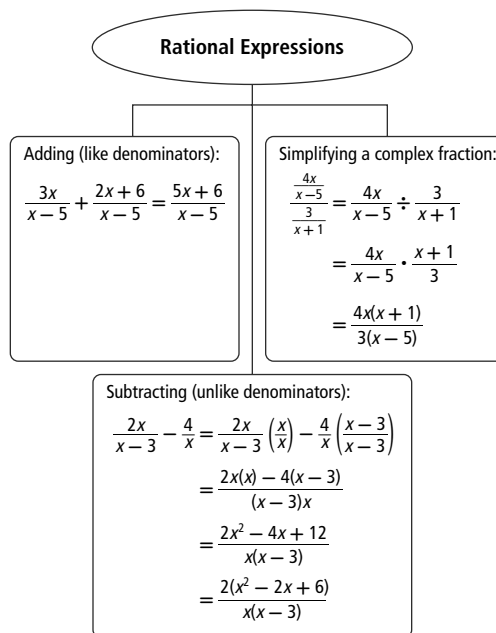 Rational Expressions
Adding (like denominators):
3x/(x – 5) + (2x + 6)/(x – 5) = (5x + 6)/(x – 5)
Simplifying a complex fraction:
(4x/(x – 5))/(3/(x + 1)) = 4x/(x – 5) ÷ 3/(x + 1)
= 4x/(x – 5) • (x + 1)/3
= 4x(x + 1)/3(x – 5)
Subtracting (unlike denominators):
2x/(x – 3) – 4/x = 2x/(x – 3) (x/x) – 4/x ((x – 3)/(x – 3))
= (2x(x) – 4(x – 3))/(x – 3)x
= (2x² – 4x + 12)/x(x – 3)
= 2(x² – 2x + 6)/x(x – 3)